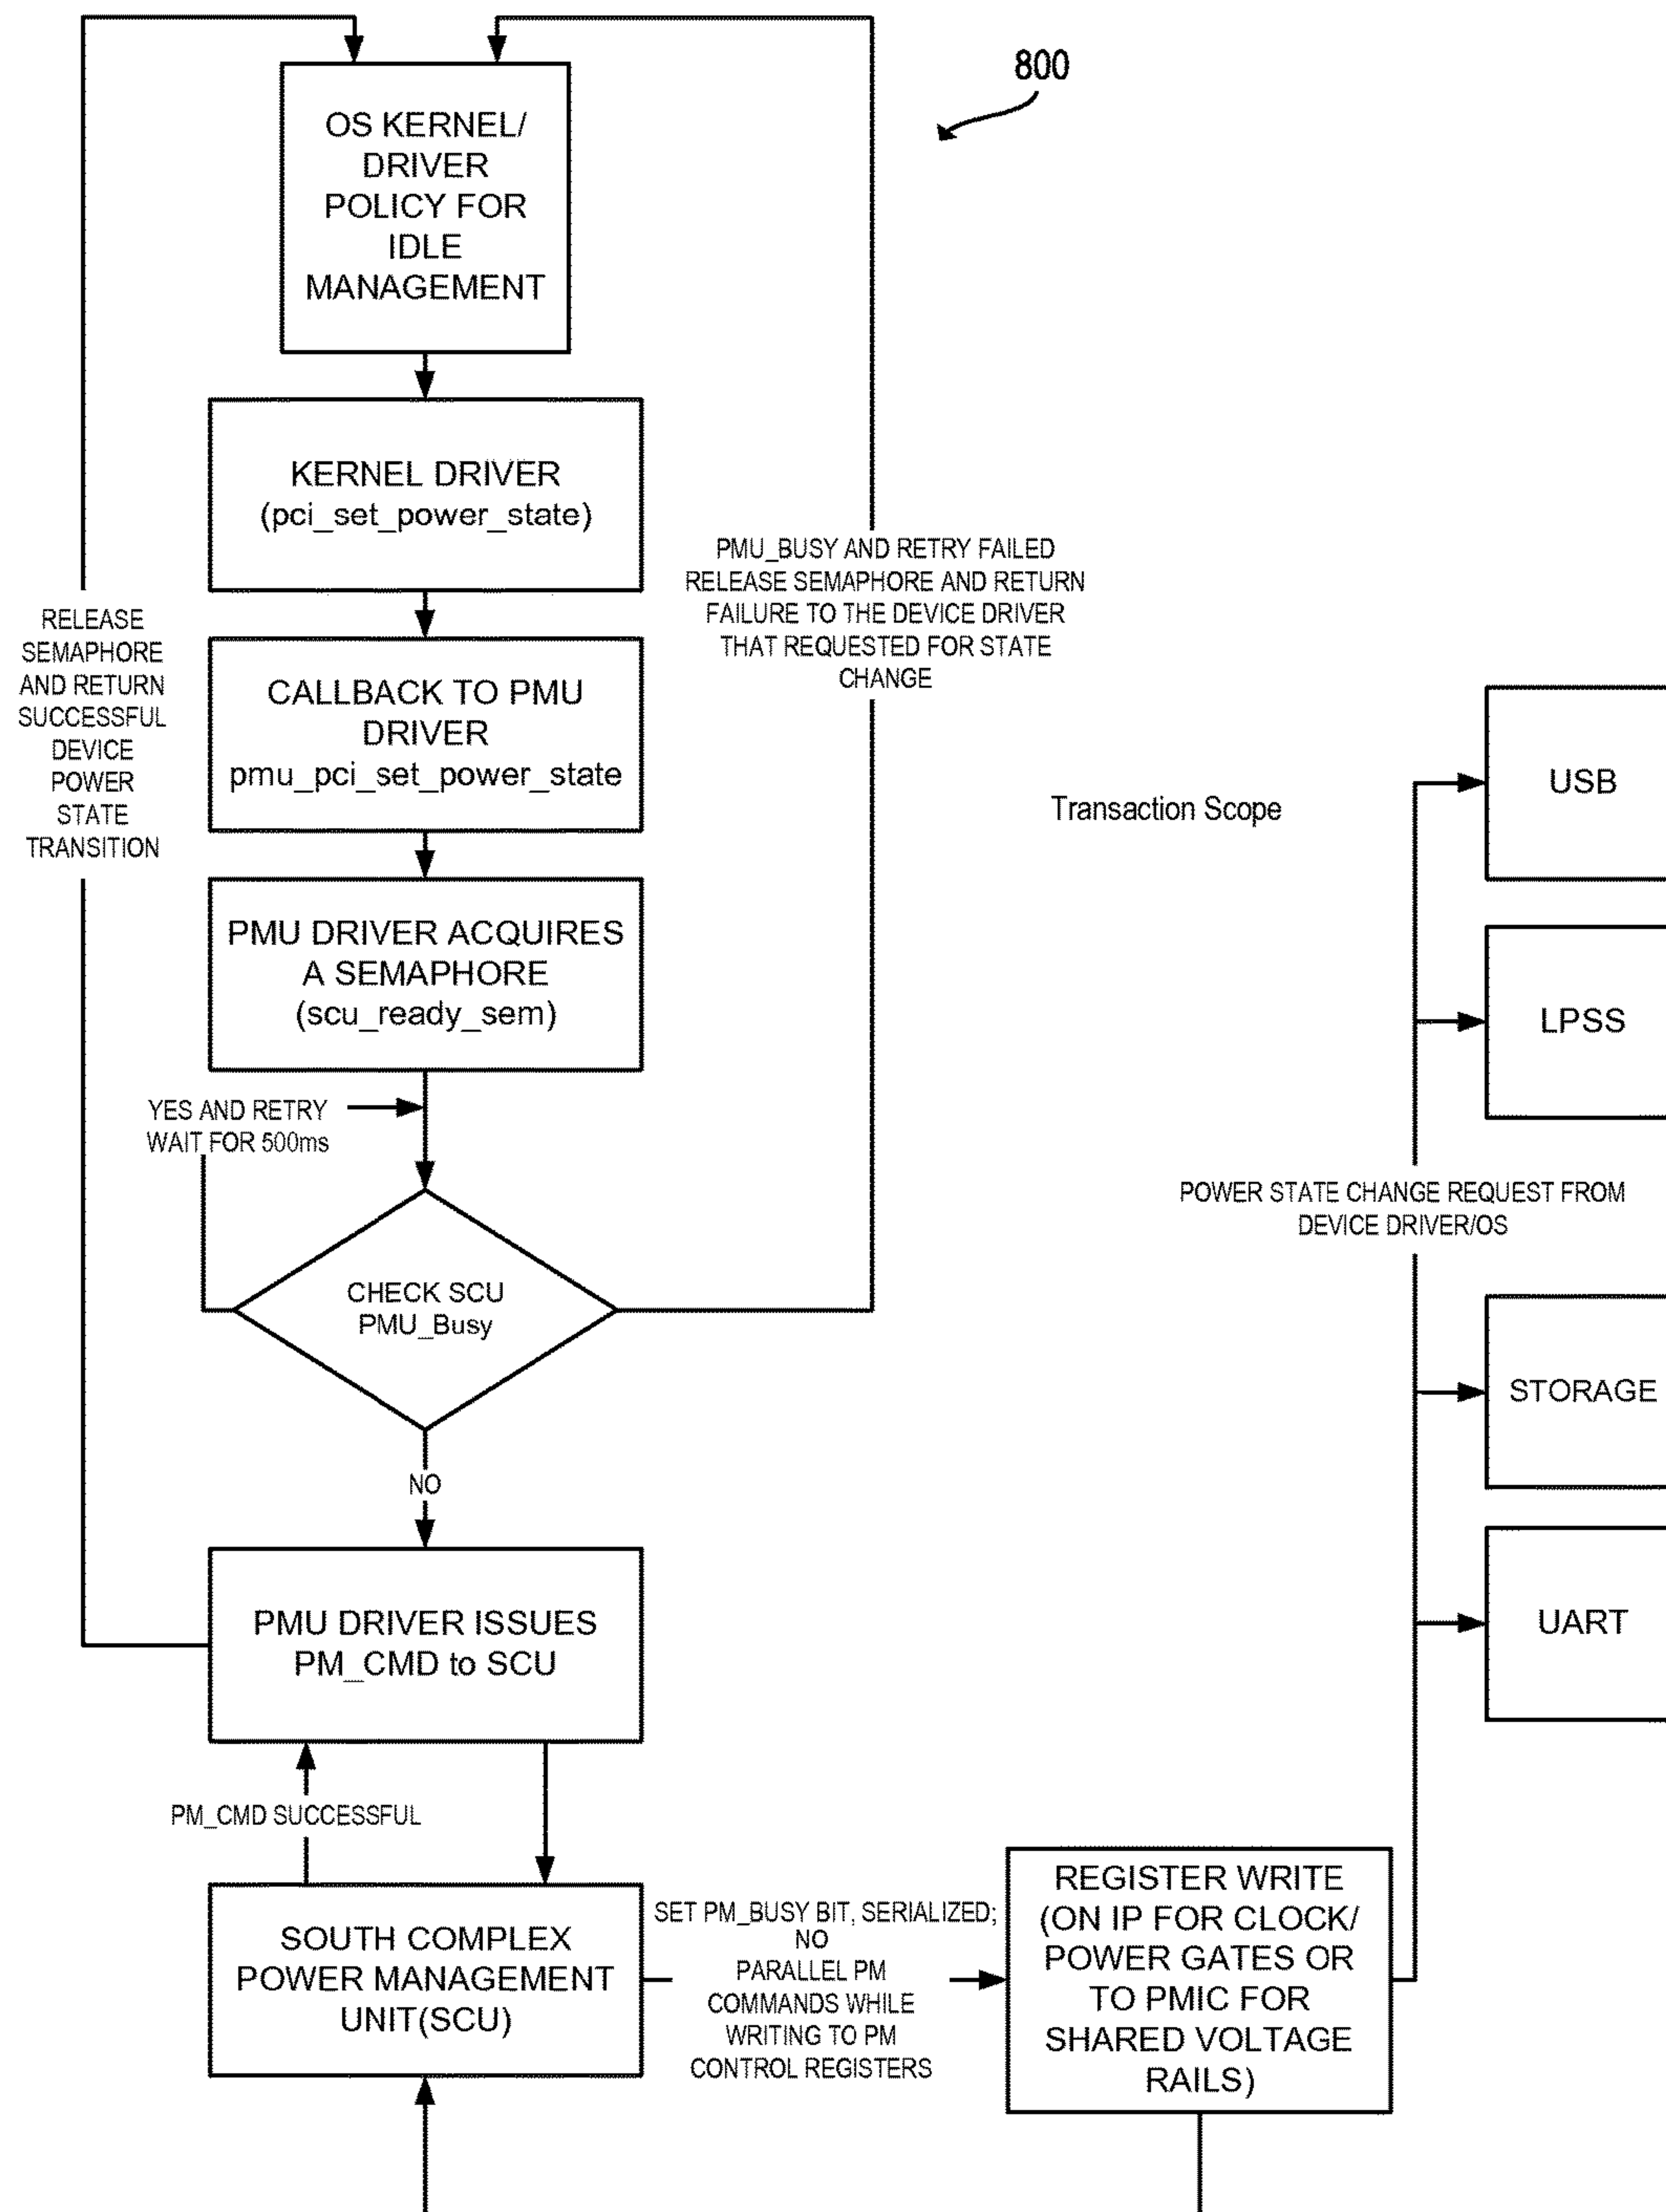 800
OS KERNEL/
DRIVER
POLICY FOR
IDLE
MANAGEMENT
KERNEL DRIVER
(pci_set_power_state)
PMU_BUSY AND RETRY FAILED
RELEASE SEMAPHORE AND RETURN
FAILURE TO THE DEVICE DRIVER
THAT REQUESTED FOR STATE
CHANGE
RELEASE
SEMAPHORE
AND RETURN
SUCCESSFUL
DEVICE
POWER
STATE
TRANSITION
CALLBACK TO PMU
DRIVER
pmu_pci_set_power_state
Transaction Scope
USB
PMU DRIVER ACQUIRES
A SEMAPHORE
(scu_ready_sem)
LPSS
YES AND RETRY
WAIT FOR 500ms
POWER STATE CHANGE REQUEST FROM
DEVICE DRIVER/OS
CHECK SCU
PMU_Busy
STORAGE
NO
PMU DRIVER ISSUES
PM_CMD to SCU
UART
PM_CMD SUCCESSFUL
SOUTH COMPLEX
POWER MANAGEMENT
UNIT(SCU)
SET PM_BUSY BIT, SERIALIZED;
NO
PARALLEL PM
COMMANDS WHILE
WRITING TO PM
CONTROL REGISTERS
REGISTER WRITE
(ON IP FOR CLOCK/
POWER GATES OR
TO PMIC FOR
SHARED VOLTAGE
RAILS)